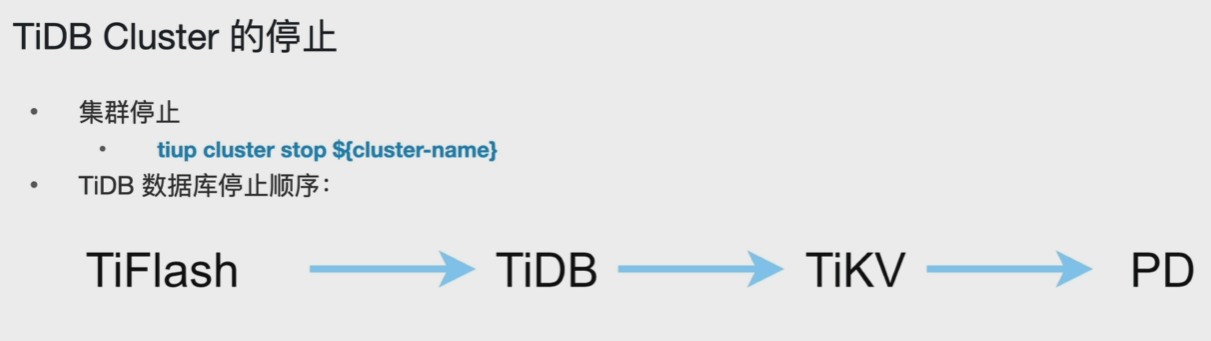 TiDB Cluster 的停止
• 集群停止
• tiup cluster stop ${cluster-name}
• TiDB 数据库停止顺序：
TiFlash TiDB TiKV PD